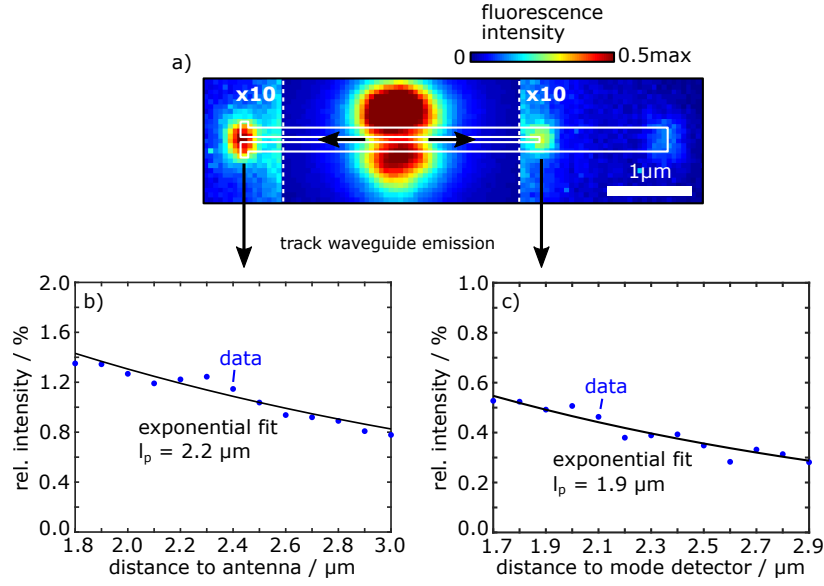 fluorescence
intensity
0 0.5max
a)
x10 x10
1μm
track waveguide emission
b)
2.0
1.6
1.2
0.8
0.4
0.0
rel. intensity / %
data
exponential fit
lp = 2.2 μm
1.8 2.0 2.2 2.4 2.6 2.8 3.0
distance to antenna / μm
c)
1.0
0.8
0.6
0.4
0.2
0.0
rel. intensity / %
data
exponential fit
lp = 1.9 μm
1.7 1.9 2.1 2.3 2.5 2.7 2.9
distance to mode detector / μm